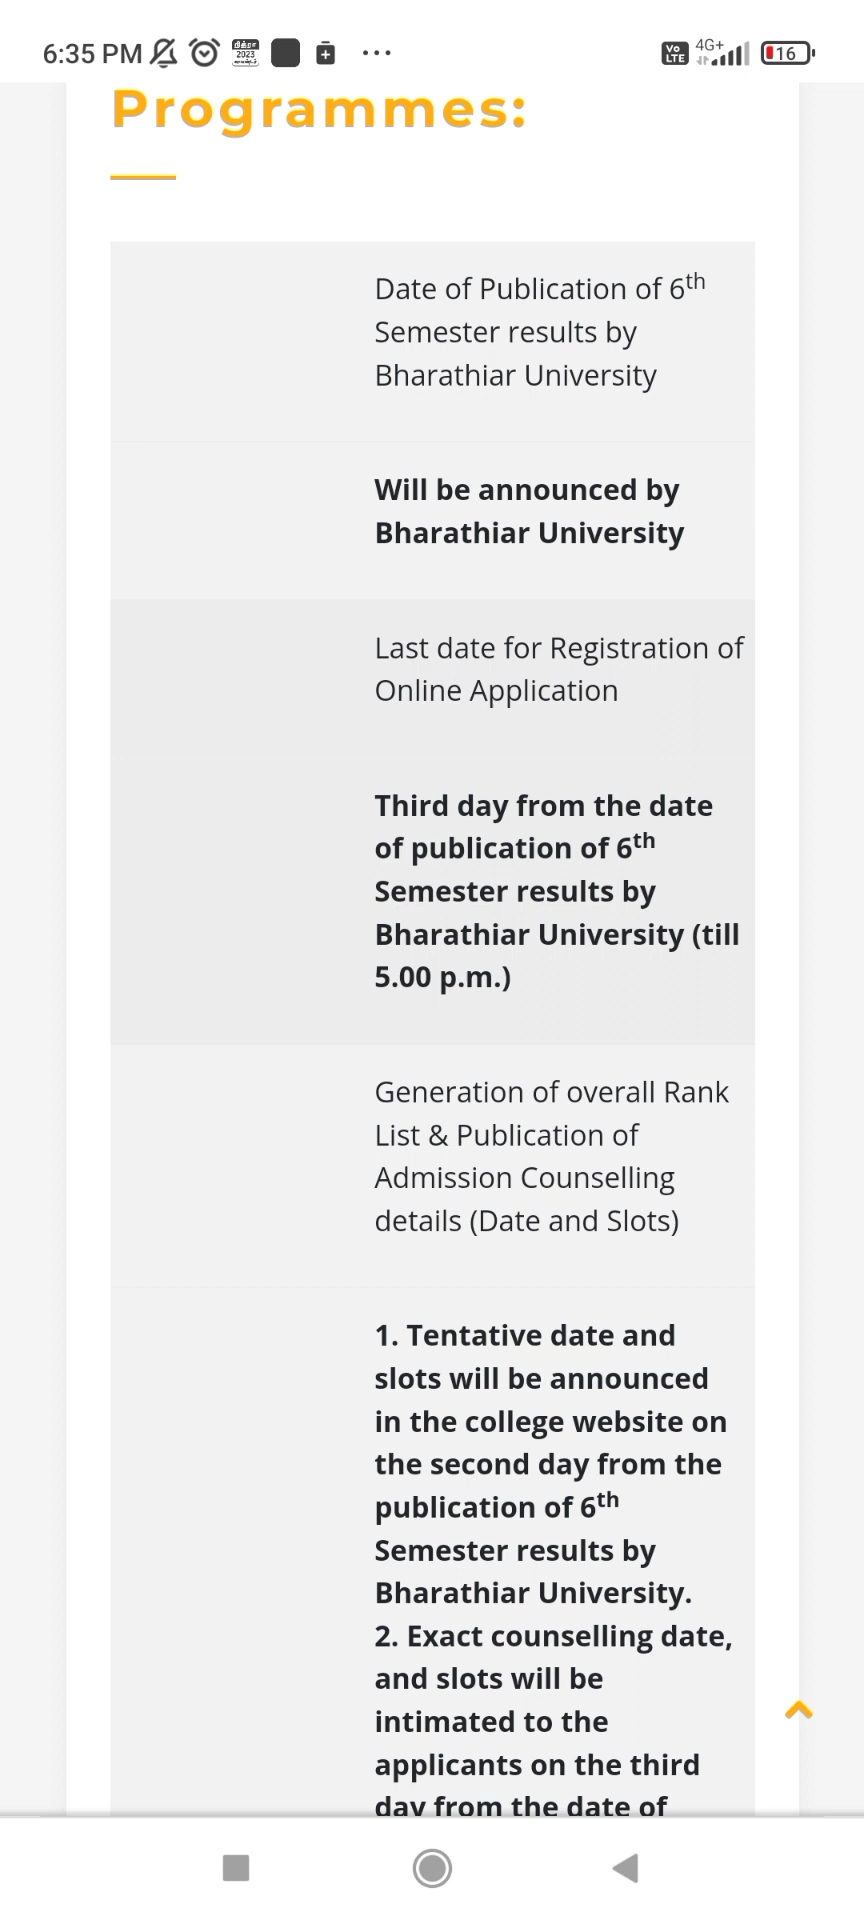 6:35 PM
2023
Vo
LTE
4G+
16
Programmes:
Date of Publication of 6th
Semester results by
Bharathiar University
Will be announced by
Bharathiar University
Last date for Registration of
Online Application
Third day from the date
of publication of 6th
Semester results by
Bharathiar University (till
5.00 p.m.)
Generation of overall Rank
List & Publication of
Admission Counselling
details (Date and Slots)
1. Tentative date and
slots will be announced
in the college website on
the second day from the
publication of 6th
Semester results by
Bharathiar University.
2. Exact counselling date,
and slots will be
intimated to the
applicants on the third
day from the date of